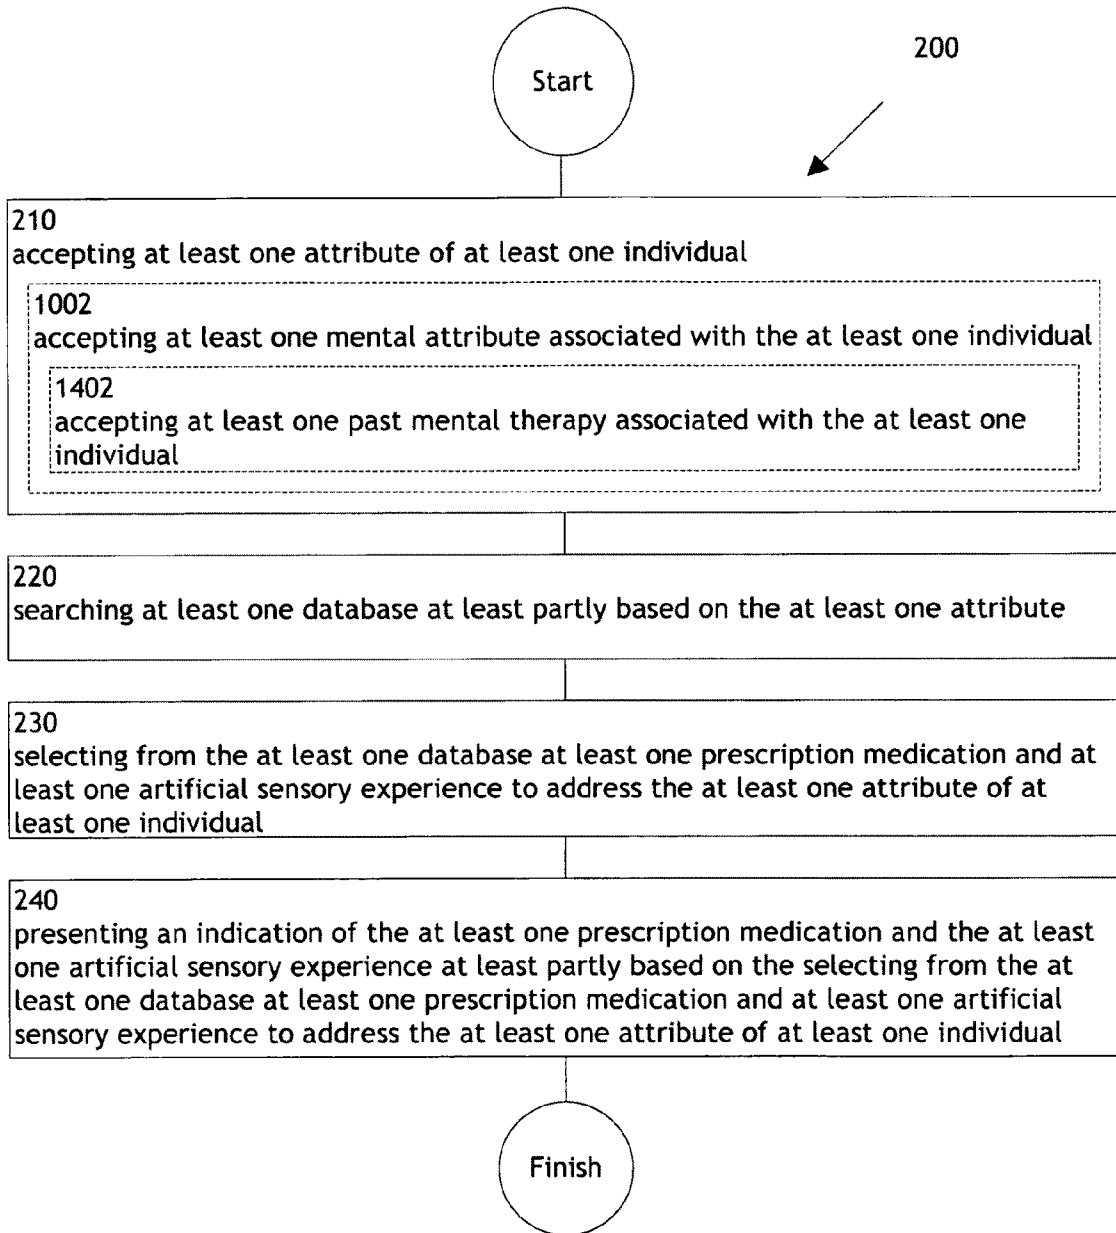 Start
200
210
accepting at least one attribute of at least one individual
1002
accepting at least one mental attribute associated with the at least one individual
1402
accepting at least one past mental therapy associated with the at least one
individual
220
searching at least one database at least partly based on the at least one attribute
230
selecting from the at least one database at least one prescription medication and at
least one artificial sensory experience to address the at least one attribute of at
least one individual
240
presenting an indication of the at least one prescription medication and the at least
one artificial sensory experience at least partly based on the selecting from the at
least one database at least one prescription medication and at least one artificial
sensory experience to address the at least one attribute of at least one individual
Finish